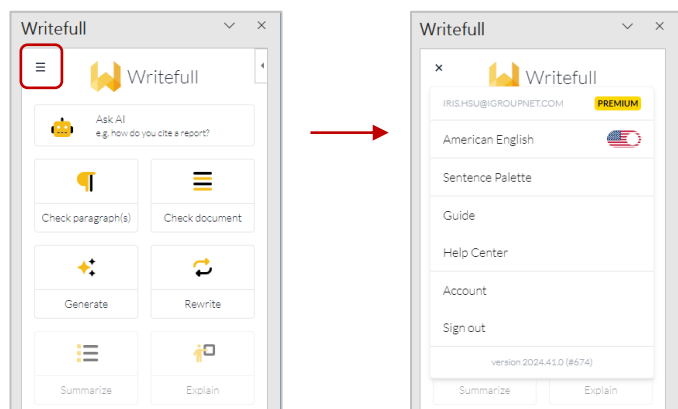 Writefull
Writefull
Ask AI
e.g. how do you cite a report?
Check paragraph(s)
Check document
Generate
Rewrite
Summarize
Explain
Writefull
Writefull
IRIS.HSU@IGROUPNET.COM
PREMIUM
American English
Sentence Palette
Guide
Help Center
Account
Sign out
version 2024.41.0 (#674)
Summarize
Explain